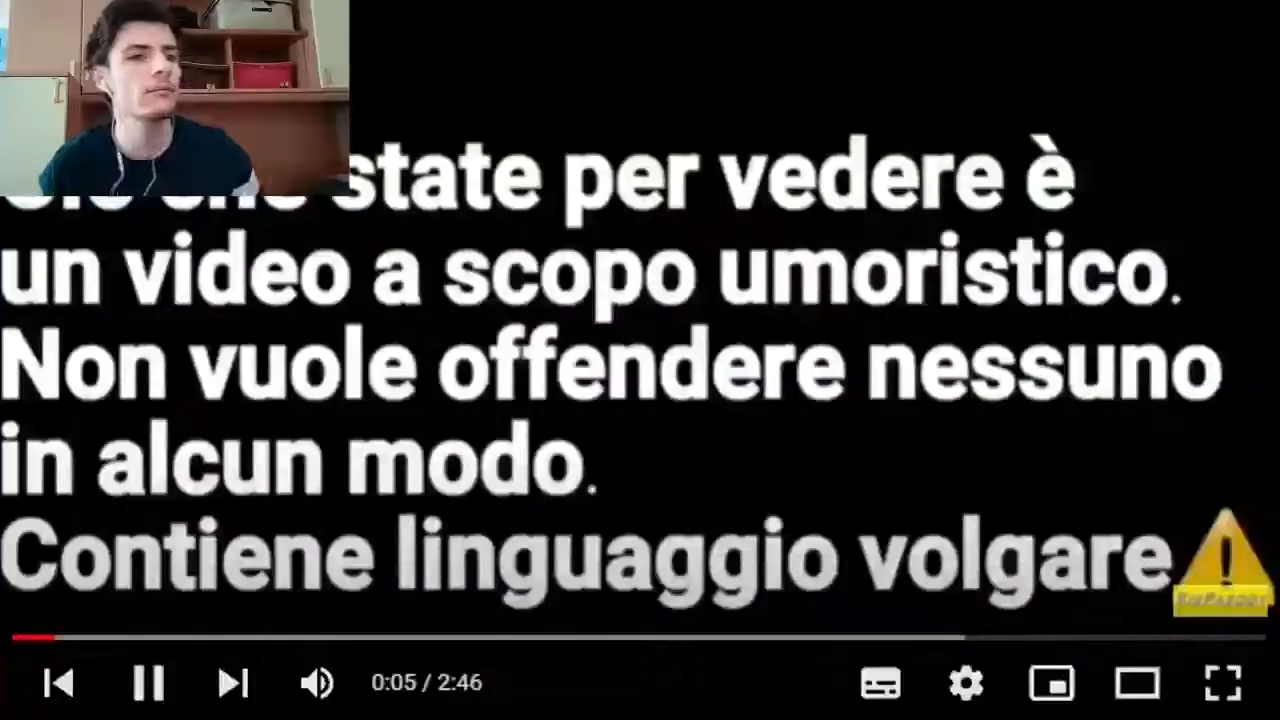 state per vedere è
un video a scopo umoristico.
Non vuole offendere nessuno
in alcun modo.
Contiene linguaggio volgare
0:05 / 2:46